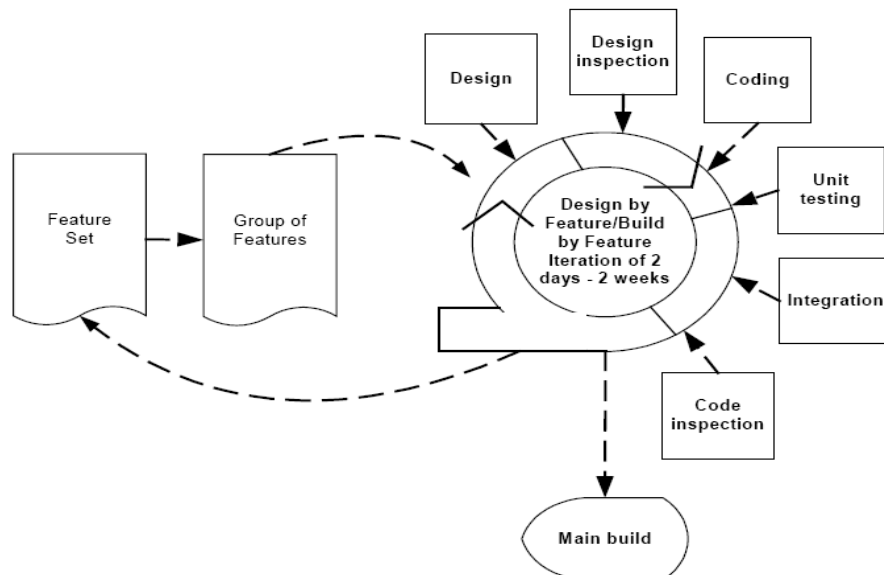 Design
Design
inspection
Coding
Feature
Set
Group of
Features
Design by
Feature/Build
by Feature
Iteration of 2
days - 2 weeks
Unit
testing
Integration
Code
inspection
Main build